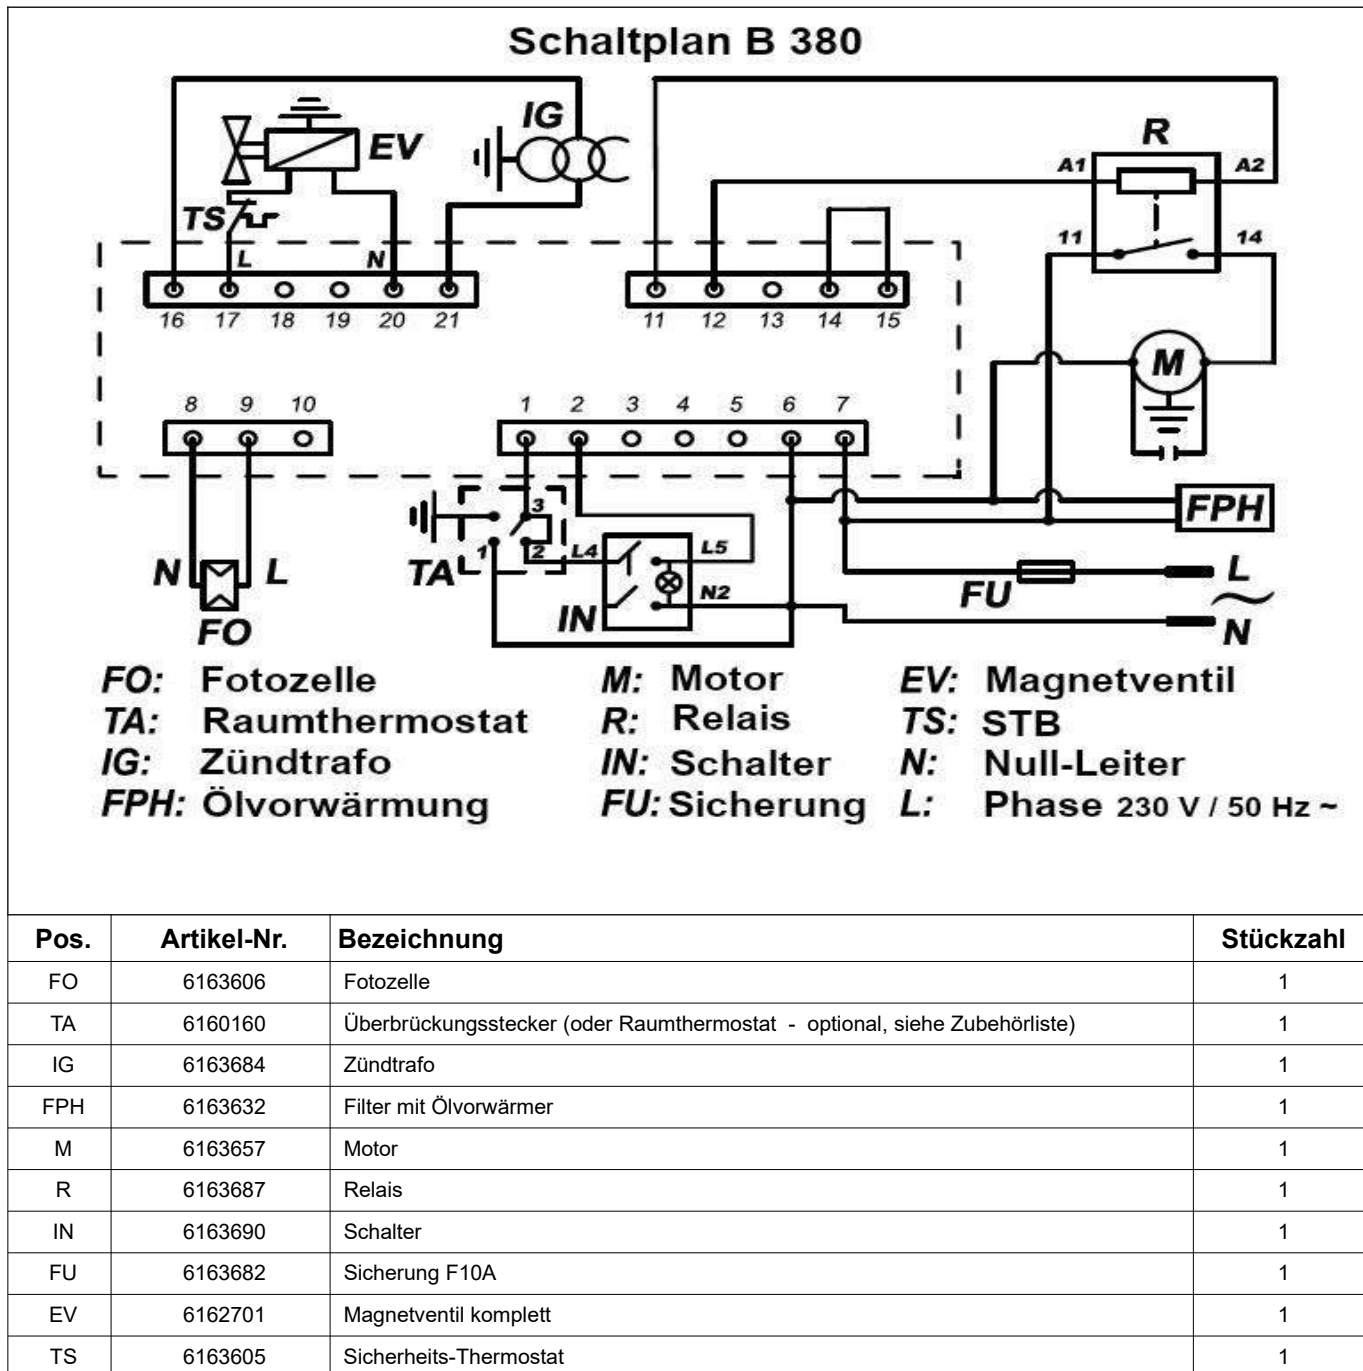 Schaltplan B 380
IG
R
EV
A1 A2
TS
11 14
L N
16 17 18 19 20 21 11 12 13 14 15
M
8 9 10 1 2 3 4 5 6 7
3
FPH
1 2 L4 L5
N L TA L
FU
N2
IN
FO N
FO: Fotozelle M: Motor EV: Magnetventil
TA: Raumthermostat R: Relais TS: STB
IG: Zündtrafo IN: Schalter N: Null-Leiter
FPH: Ölvorwärmung FU: Sicherung L: Phase 230 V / 50 Hz ~
Pos. Artikel-Nr. Bezeichnung Stückzahl
FO 6163606 Fotozelle 1
TA 6160160 Überbrückungsstecker (oder Raumthermostat - optional, siehe Zubehörliste) 1
IG 6163684 Zündtrafo 1
FPH 6163632 Filter mit Ölvorwärmer 1
M 6163657 Motor 1
R 6163687 Relais 1
IN 6163690 Schalter 1
FU 6163682 Sicherung F10A 1
EV 6162701 Magnetventil komplett 1
TS 6163605 Sicherheits-Thermostat 1